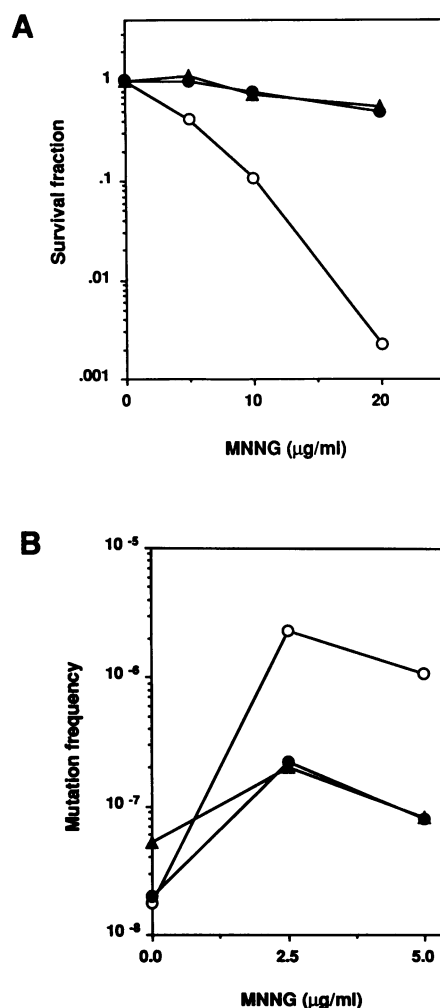 A
1
.1
.01
.001
Survival fraction
0
10
20
MNNG (μg/ml)
B
10 -5
10 -6
10 -7
10 -8
Mutation frequency
0.0
2.5
5.0
MNNG (μg/ml)